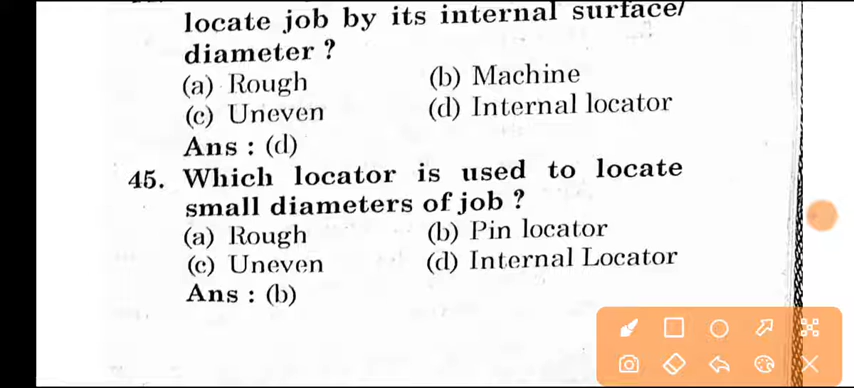 locate job by its internal surface/
diameter ?
(a) Rough (b) Machine
(c) Uneven (d) Internal locator
Ans : (d)
45. Which locator is used to locate
small diameters of job ?
(a) Rough (b) Pin locator
(c) Uneven (d) Internal Locator
Ans : (b)